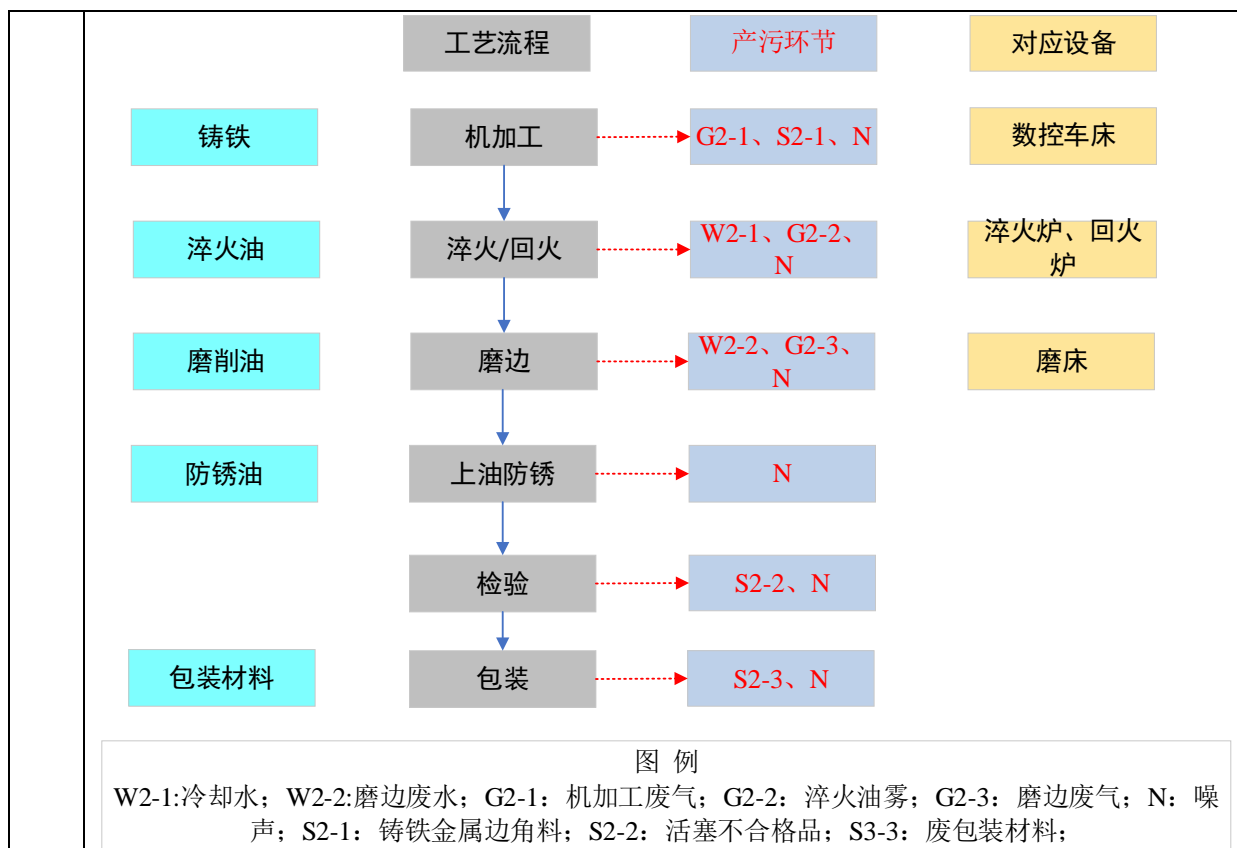 工艺流程 产污环节 对应设备
铸铁 机加工 G2-1、S2-1、N 数控车床
淬火油 淬火/回火 W2-1、G2-2、 淬火炉、回火
N 炉
磨削油 磨边 W2-2、G2-3、 磨床
N
防锈油 上油防锈 N
检验 S2-2、N
包装材料 包装 S2-3、N
图 例
W2-1:冷却水；W2-2:磨边废水；G2-1：机加工废气；G2-2：淬火油雾；G2-3：磨边废气；N：噪
声；S2-1：铸铁金属边角料；S2-2：活塞不合格品；S3-3：废包装材料；